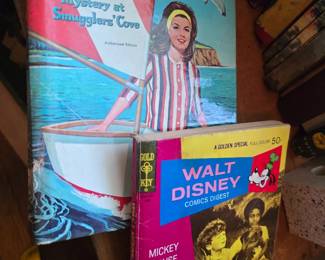 Mystery at
Smugglers' Cove
Authorized Edition
A GOLDEN SPECIAL FULL COLOR 50¢
GOLD
KEY
WALT
DISNEY
COMICS DIGEST
MICKEY